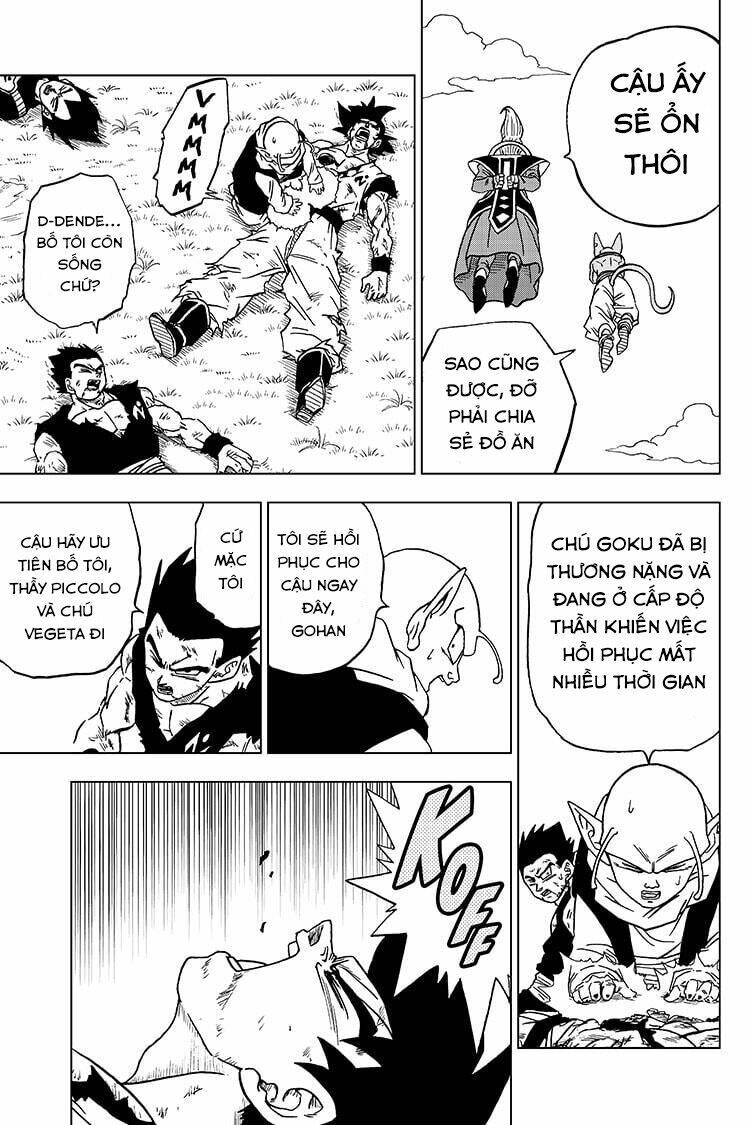 CẬU ẤY
SẼ ỔN
THÔI
SAO CŨNG
ĐƯỢC, ĐỠ
PHẢI CHIA
SẺ ĐỒ ĂN
VMMMM
D-DENDE...
BỐ TÔI CÒN
SỐNG
CHỨ?
CHÚ GOKU ĐÃ BỊ
THƯƠNG NẶNG VÀ
ĐANG Ở CẤP ĐỘ
THẦN KHIẾN VIỆC
HỒI PHỤC MẤT
NHIỀU THỜI GIAN
TÔI SẼ HỒI
PHỤC CHO
CẬU NGAY
ĐÂY,
GOHAN
CỨ
MẶC
TÔI
CẬU HÃY ƯU
TIÊN BỐ TÔI,
THẦY PICCOLO
VÀ CHÚ
VEGETA ĐI
KOFF